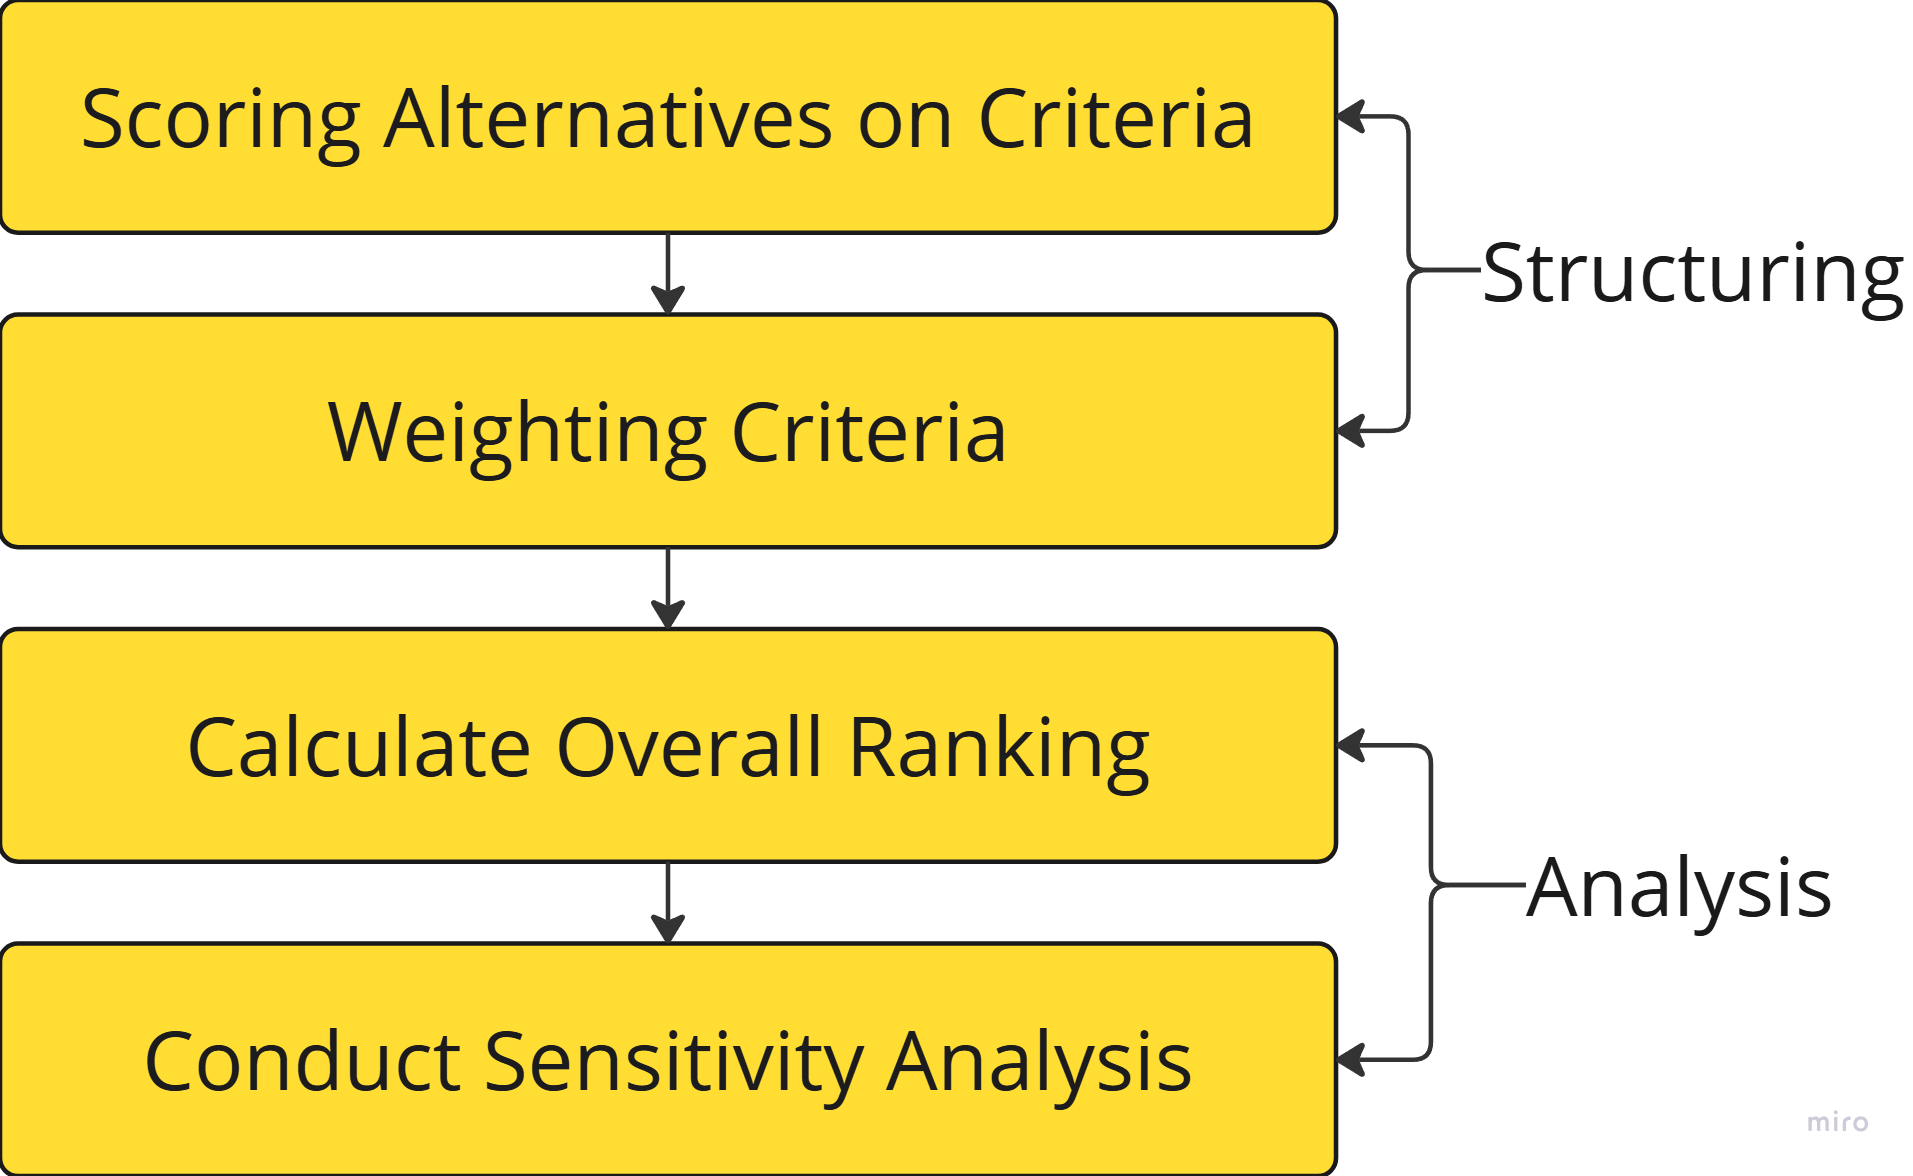 Scoring Alternatives on Criteria
Structuring
Weighting Criteria
Calculate Overall Ranking
Analysis
Conduct Sensitivity Analysis
miro